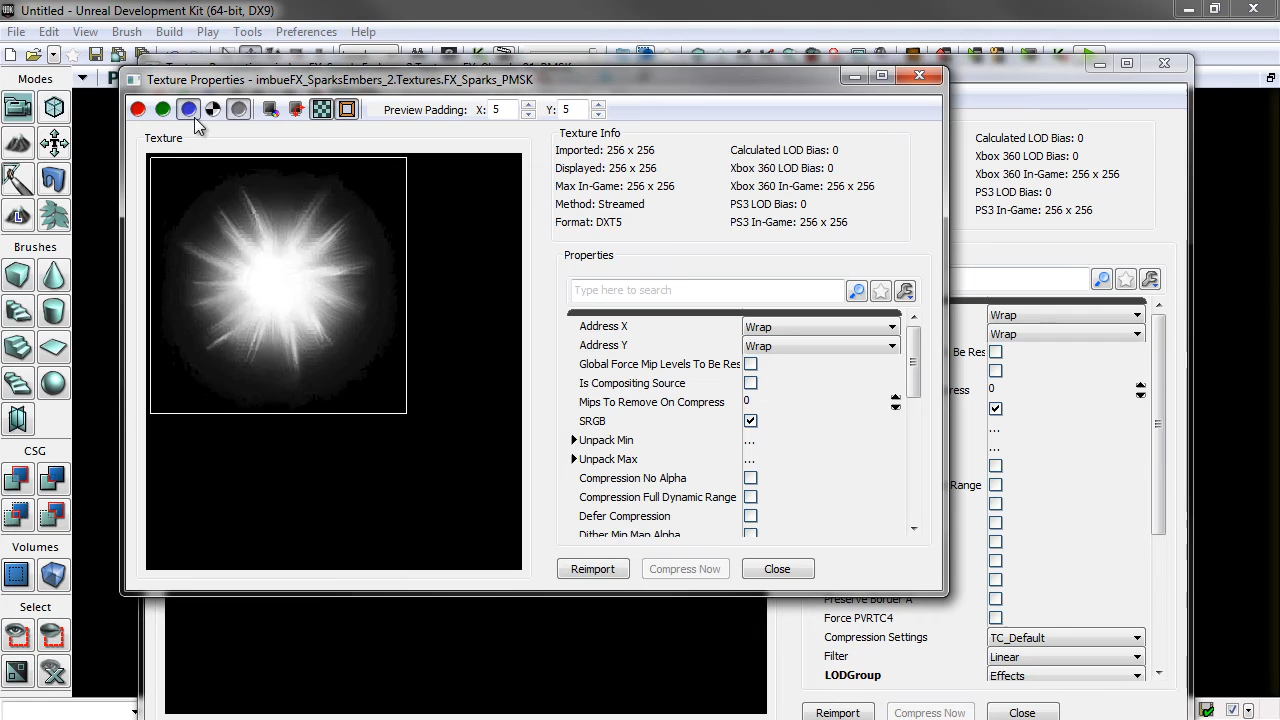 Untitled - Unreal Development Kit (64-bit, DX9)
File Edit View Brush Build Play Tools Preferences Help
Modes
Texture Properties - imbueFX_SparksEmbers_2.Textures.FX_Sparks_PMSK
Preview Padding: X: 5 Y: 5
Texture
Texture Info
Imported: 256 x 256 Calculated LOD Bias: 0
Displayed: 256 x 256 Xbox 360 LOD Bias: 0
Max In-Game: 256 x 256 Xbox 360 In-Game: 256 x 256
Method: Streamed PS3 LOD Bias: 0
Format: DXT5 PS3 In-Game: 256 x 256
Properties
Type here to search
Address X Wrap
Address Y Wrap
Global Force Mip Levels To Be Res
Is Compositing Source
Mips To Remove On Compress 0
SRGB
Unpack Min ...
Unpack Max ...
Compression No Alpha
Compression Full Dynamic Range
Defer Compression
Dither Mip Map Alpha
Reimport Compress Now Close
Calculated LOD Bias: 0
Xbox 360 LOD Bias: 0
Xbox 360 In-Game: 256 x 256
PS3 LOD Bias: 0
PS3 In-Game: 256 x 256
Wrap
Wrap
Be Res
press 0
...
...
Range
Preserve Border A
Force PVRTC4
Compression Settings TC_Default
Filter Linear
LODGroup Effects
Reimport Compress Now Close
Brushes
CSG
Volumes
Select